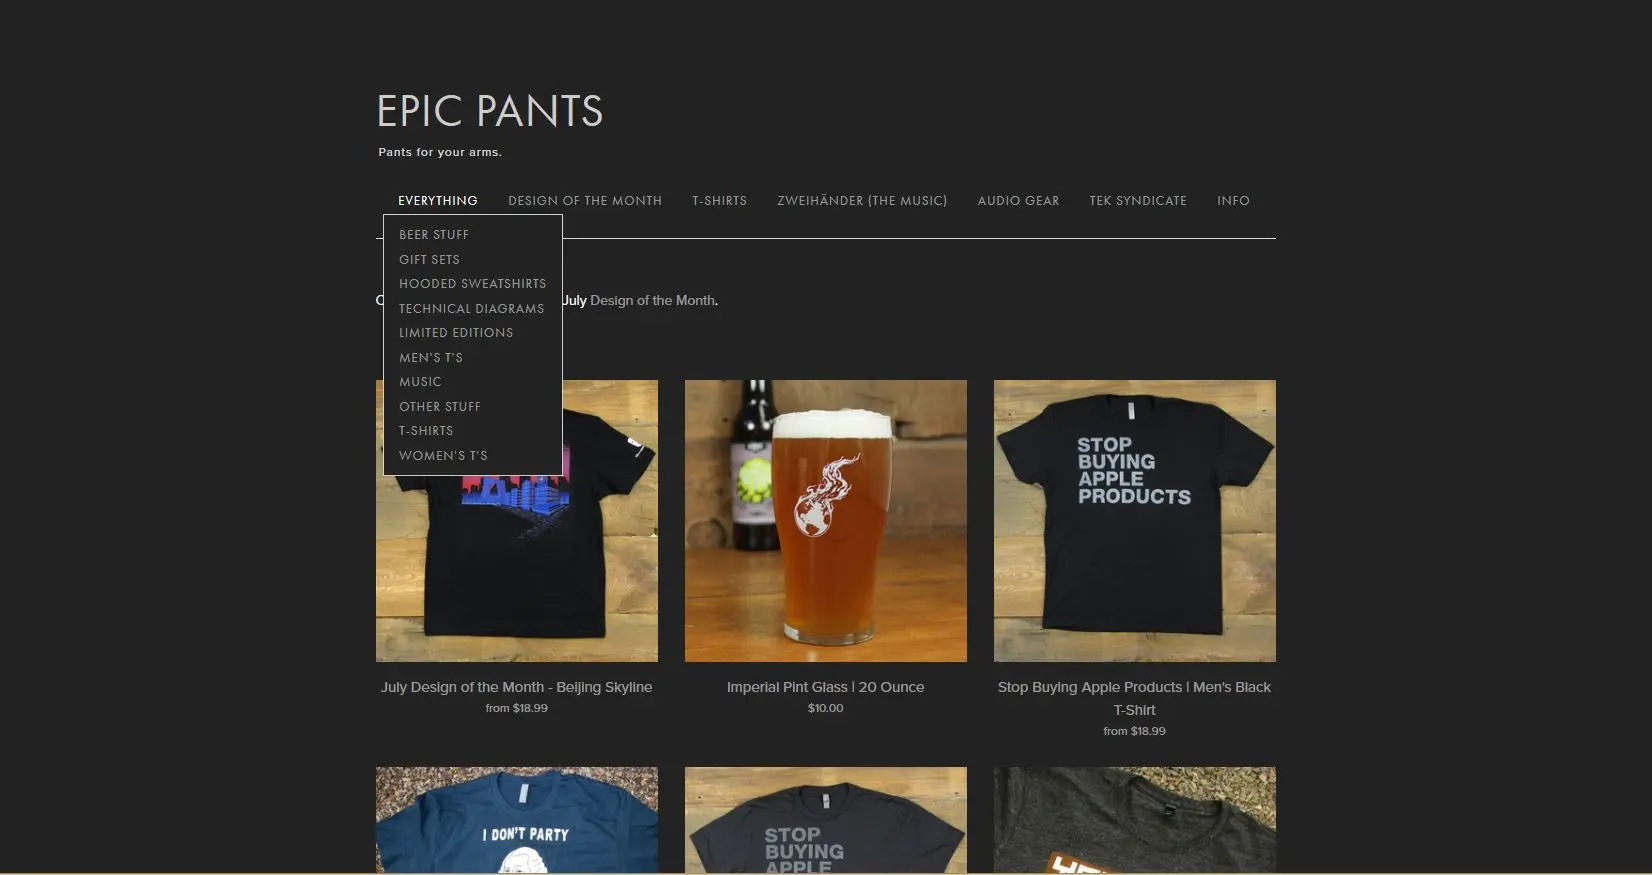 EPIC PANTS
Pants for your arms.
EVERYTHING DESIGN OF THE MONTH T-SHIRTS ZWEIHÄNDER (THE MUSIC) AUDIO GEAR TEK SYNDICATE INFO
BEER STUFF
GIFT SETS
HOODED SWEATSHIRTS
TECHNICAL DIAGRAMS
LIMITED EDITIONS
MEN'S T'S
MUSIC
OTHER STUFF
T-SHIRTS
WOMEN'S T'S
July Design of the Month.
STOP
BUYING
APPLE
PRODUCTS
July Design of the Month - Beijing Skyline
from $18.99
Imperial Pint Glass | 20 Ounce
$10.00
Stop Buying Apple Products | Men's Black
T-Shirt
from $18.99
I DON'T PARTY
STOP
BUYING
APPLE